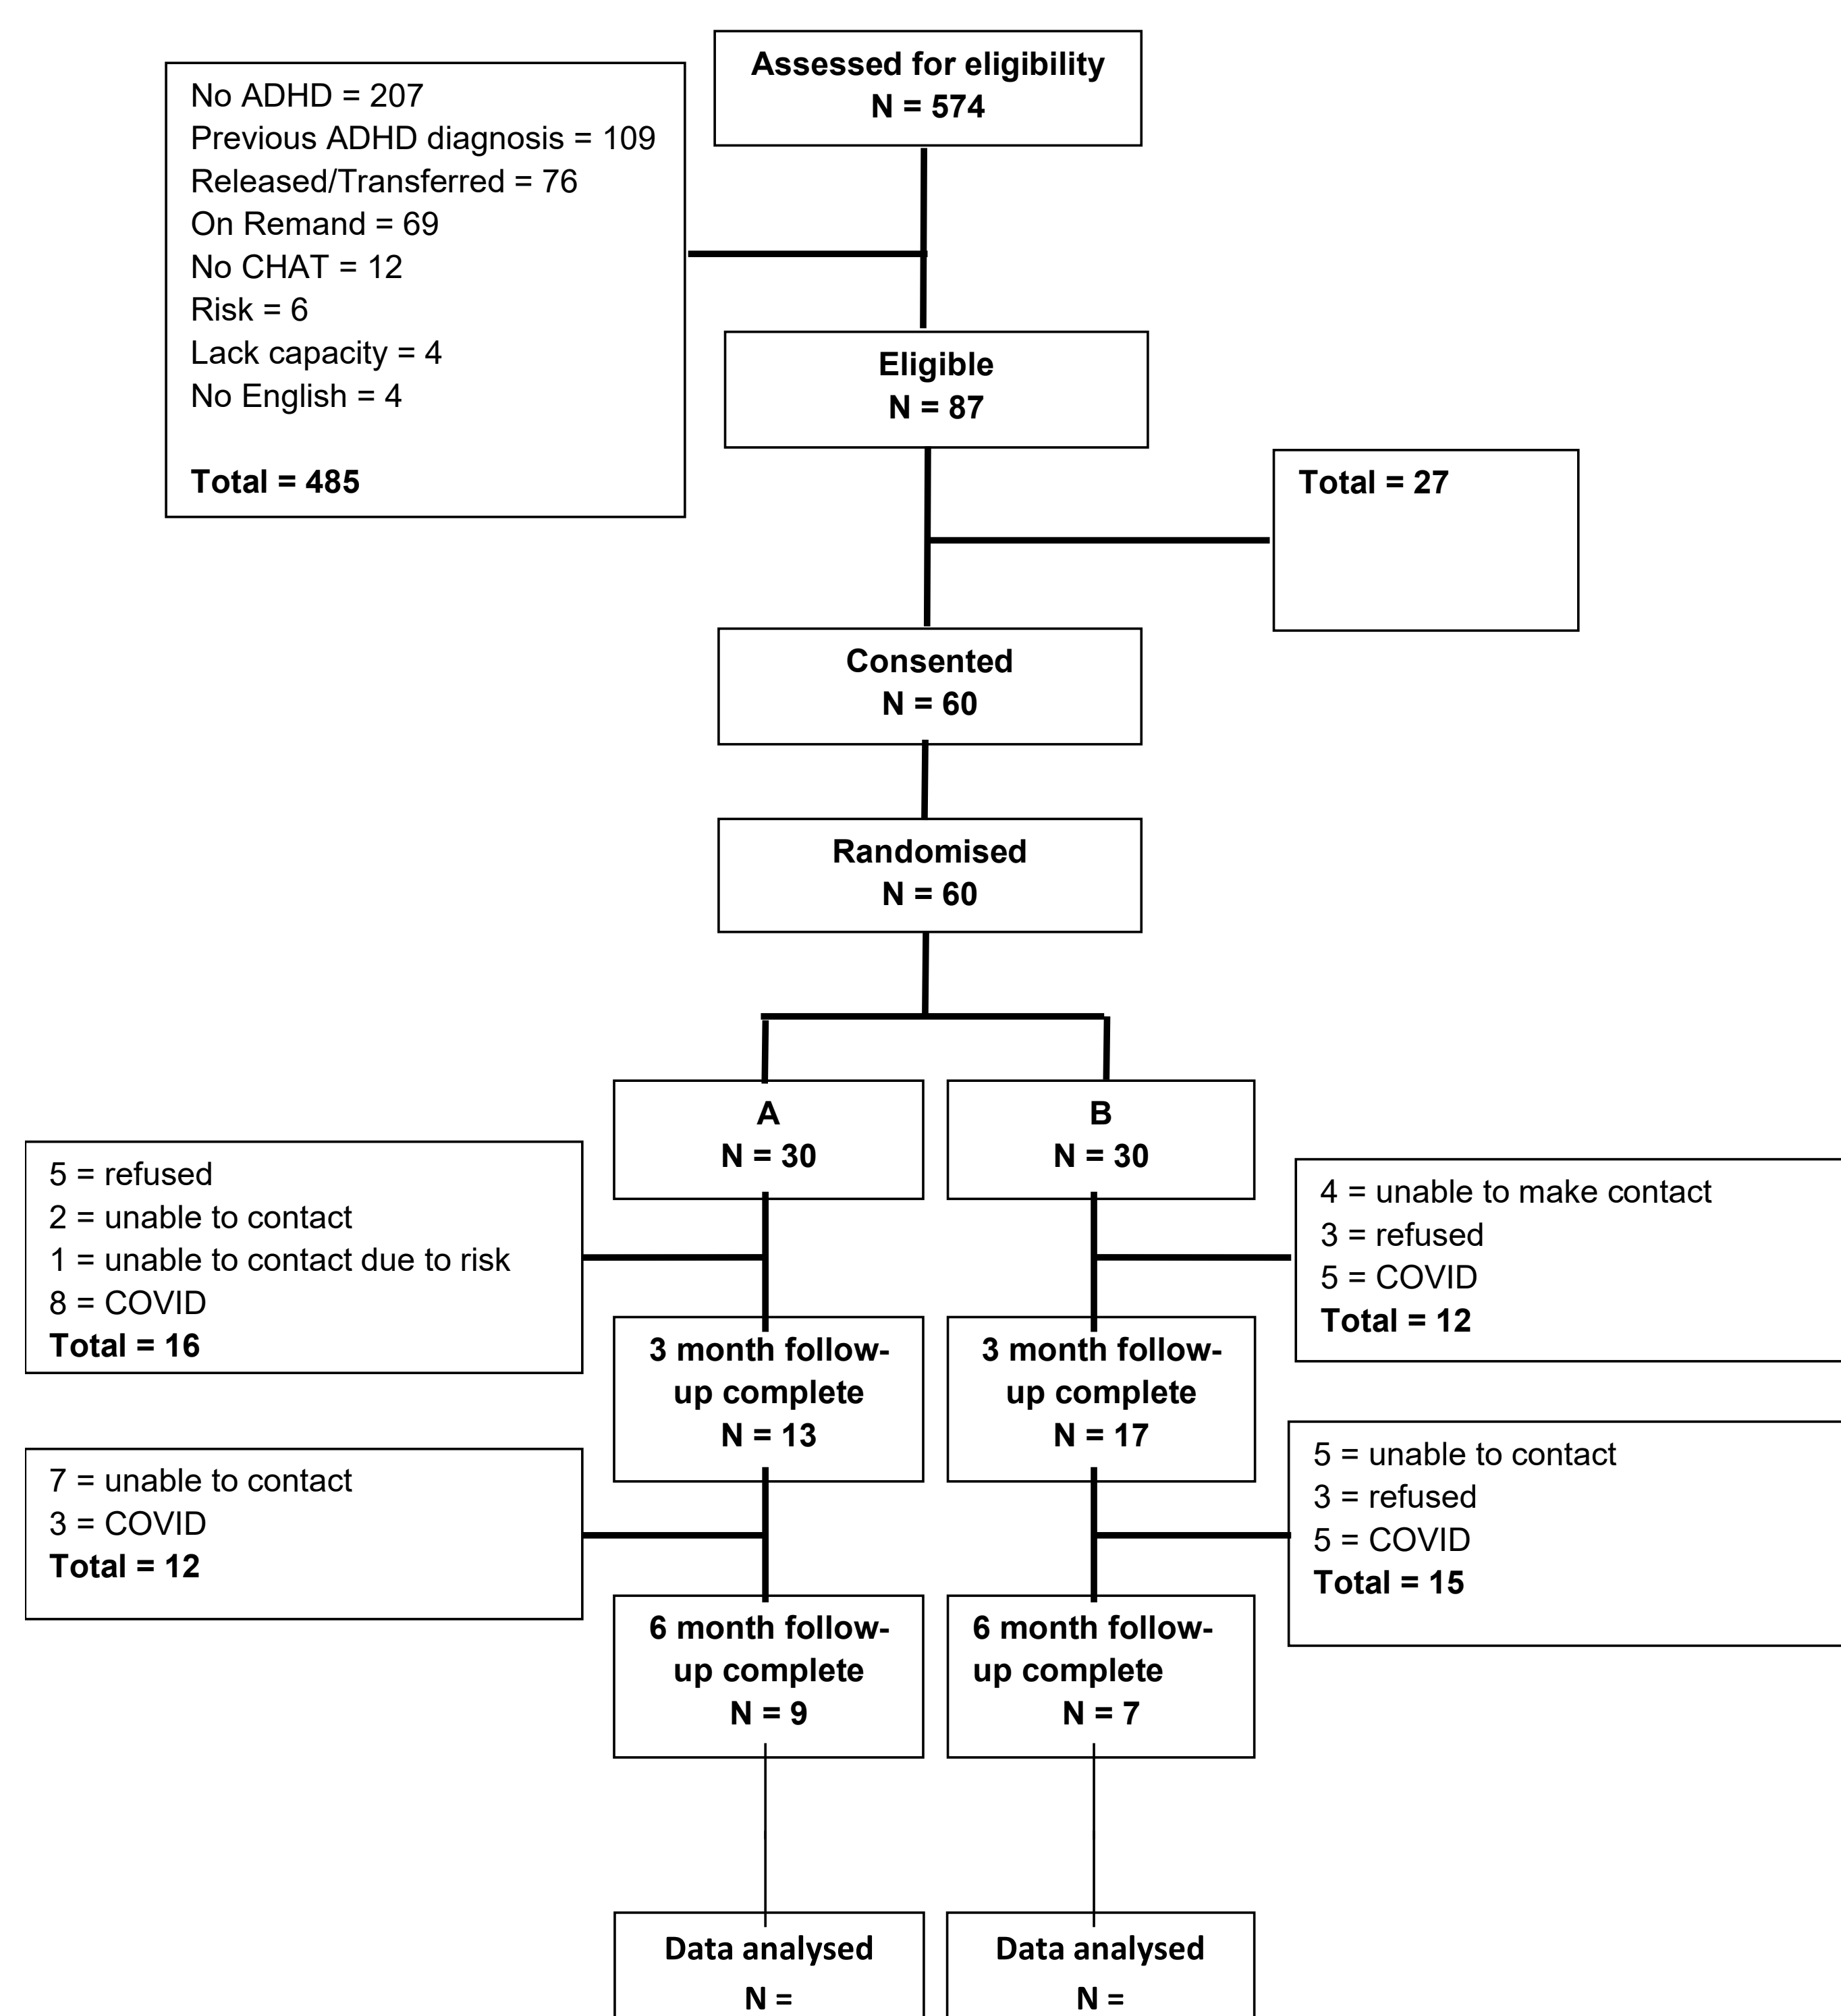 Assessed for eligibility
N = 574
No ADHD = 207
Previous ADHD diagnosis = 109
Released/Transferred = 76
On Remand = 69
No CHAT = 12
Risk = 6
Lack capacity = 4
No English = 4
Total = 485
Eligible
N = 87
Total = 27
Consented
N = 60
Randomised
N = 60
A
N = 30
B
N = 30
5 = refused
2 = unable to contact
1 = unable to contact due to risk
8 = COVID
Total = 16
4 = unable to make contact
3 = refused
5 = COVID
Total = 12
3 month follow-
up complete
N = 13
3 month follow-
up complete
N = 17
7 = unable to contact
3 = COVID
Total = 12
5 = unable to contact
3 = refused
5 = COVID
Total = 15
6 month follow-
up complete
N = 9
6 month follow-
up complete
N = 7
Data analysed
N =
Data analysed
N =